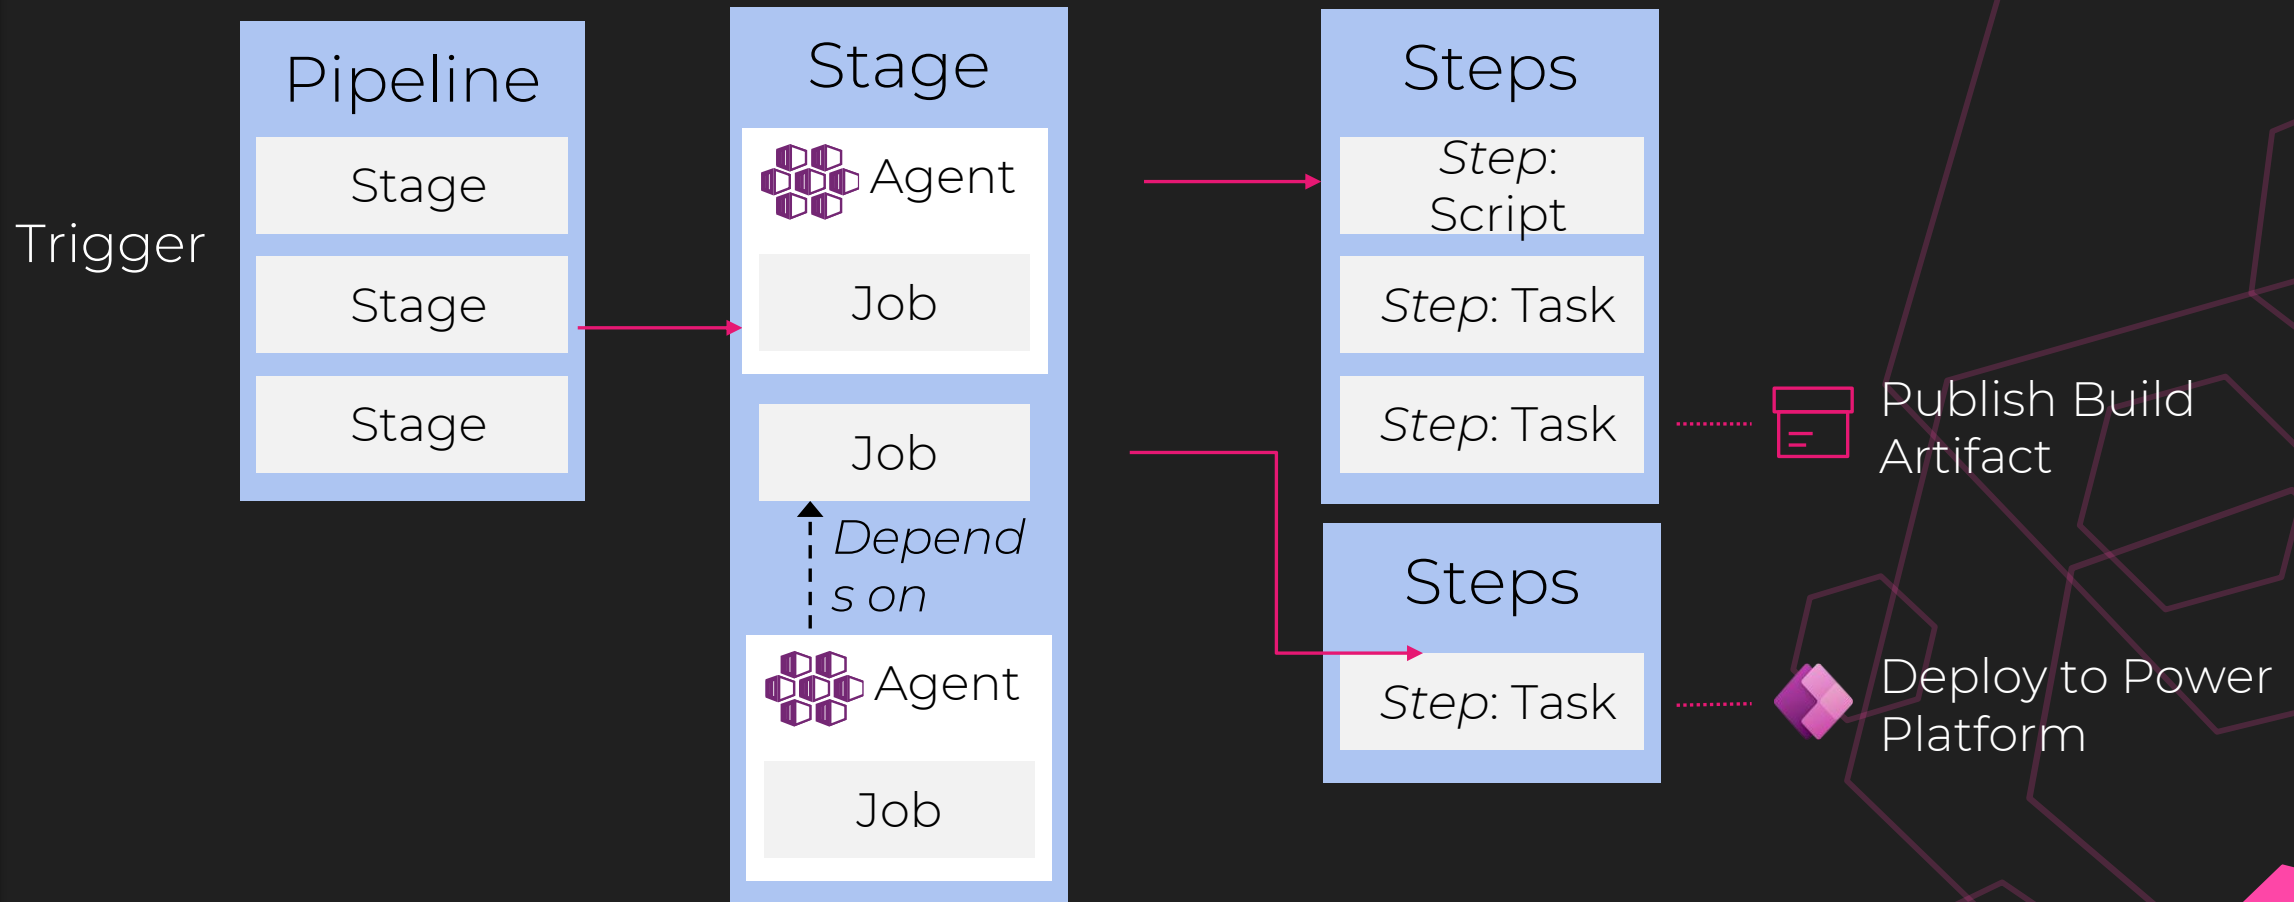 Trigger
Pipeline
Stage
Stage
Stage
Stage
Agent
Job
Job
Depend
s on
Agent
Job
Steps
Step:
Script
Step: Task
Step: Task
Publish Build
Artifact
Steps
Step: Task
Deploy to Power
Platform